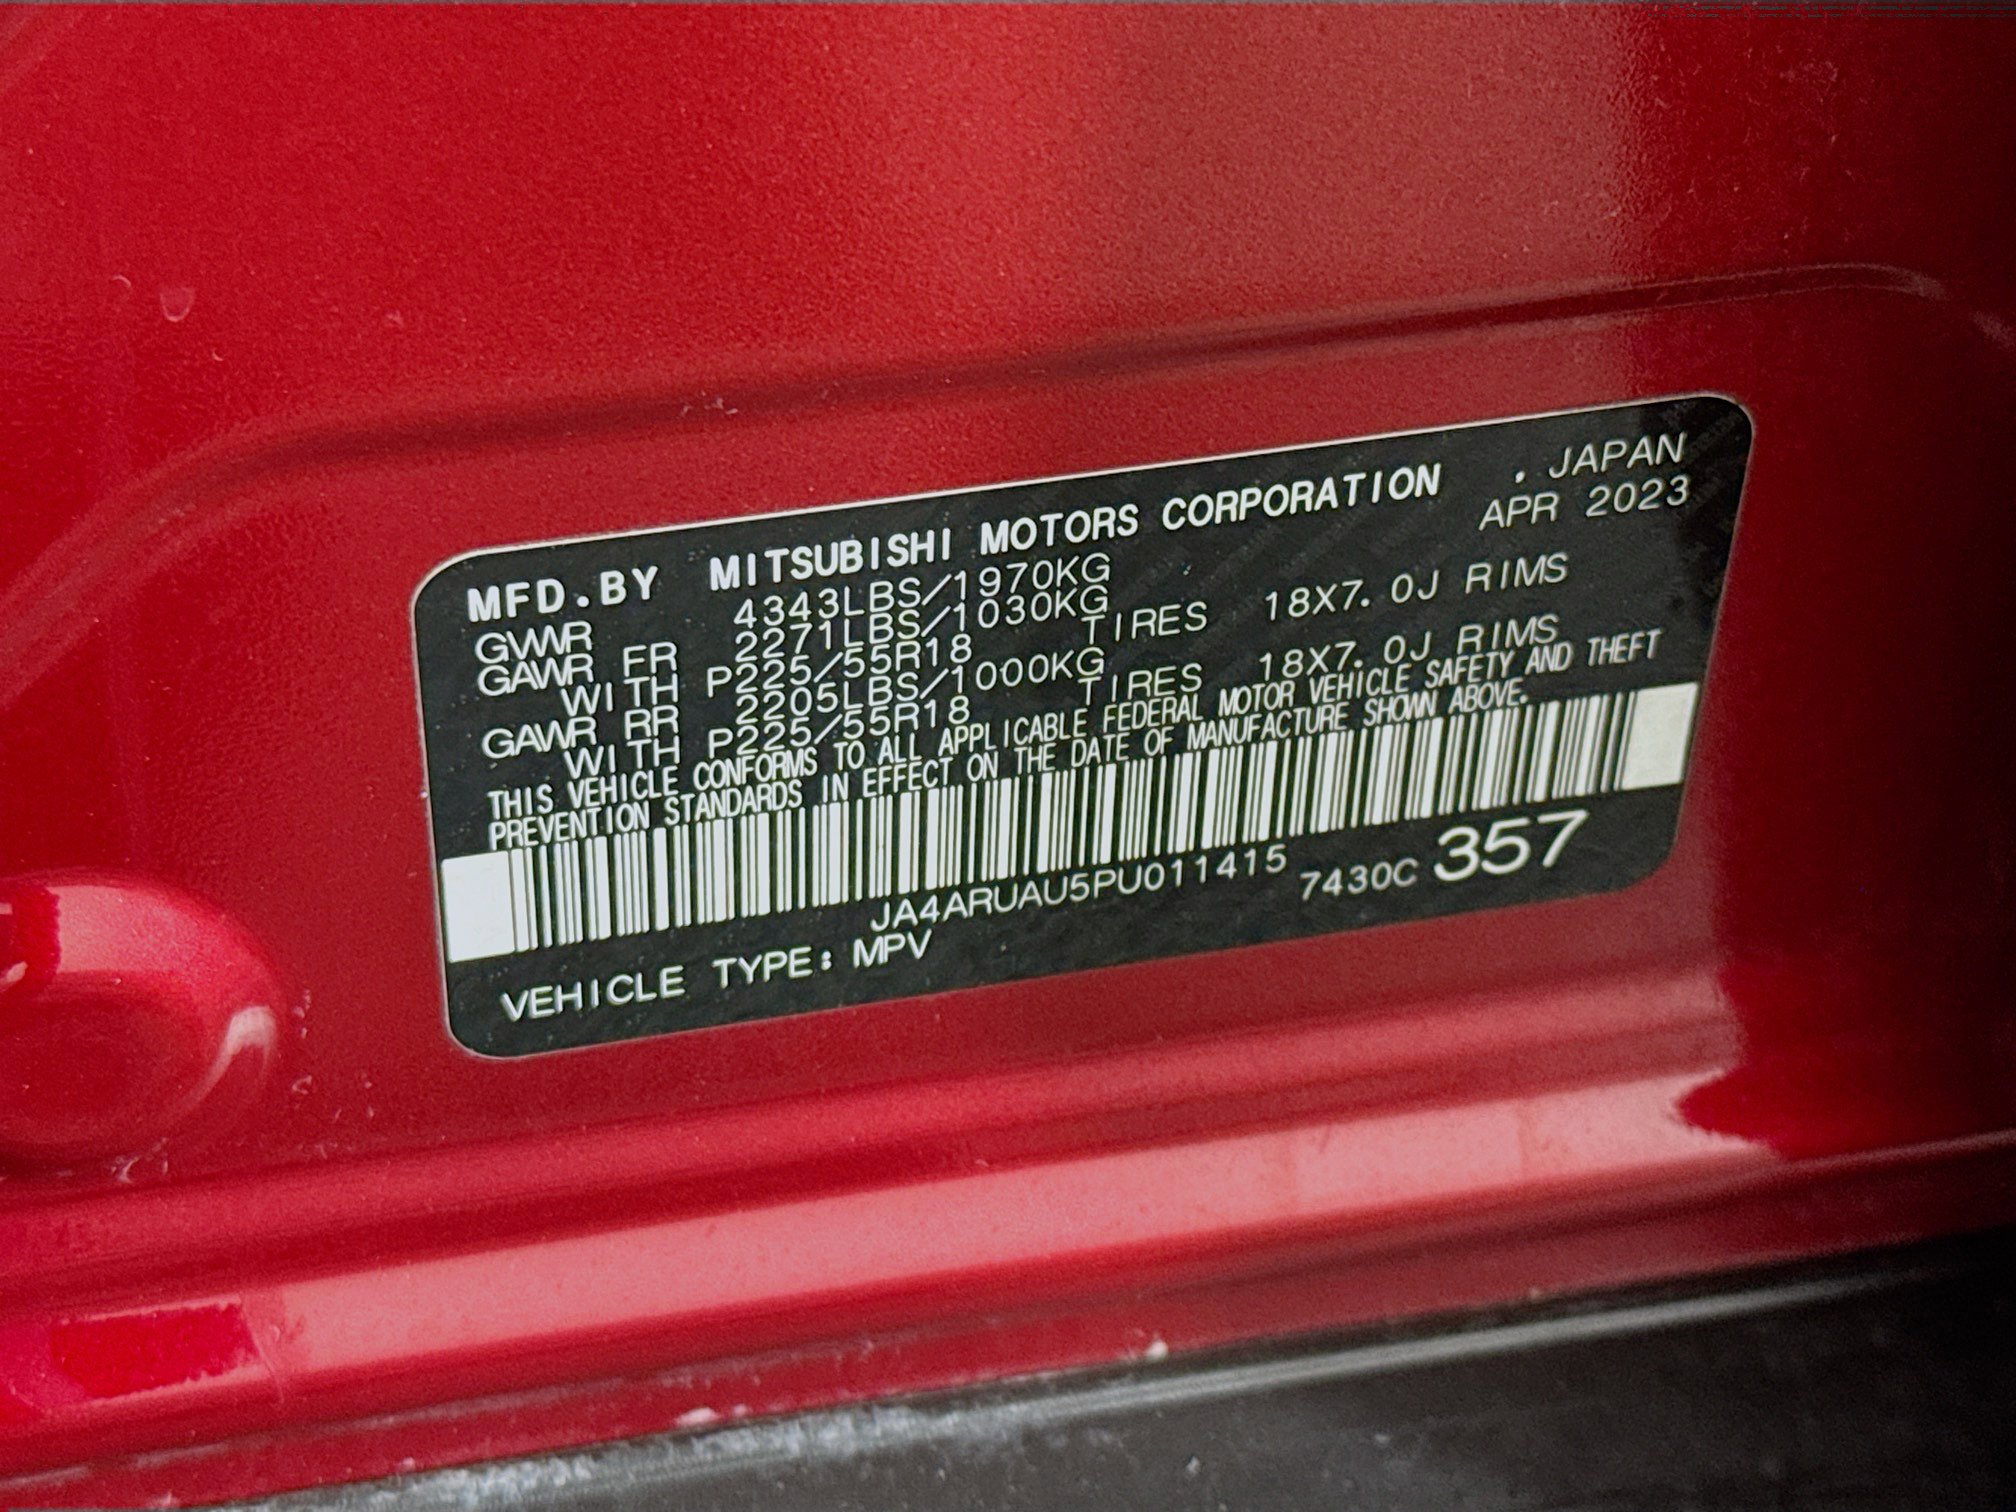 MFD.BY MITSUBISHI MOTORS CORPORATION , JAPAN
APR 2023
GVWR 4343LBS/1970KG
GAWR FR 2271LBS/1030KG
WITH P225/55R18 TIRES 18X7.0J RIMS
GAWR RR 2205LBS/1000KG
WITH P225/55R18 TIRES 18X7.0J RIMS
THIS VEHICLE CONFORMS TO ALL APPLICABLE FEDERAL MOTOR VEHICLE SAFETY AND THEFT
PREVENTION STANDARDS IN EFFECT ON THE DATE OF MANUFACTURE SHOWN ABOVE.
JA4ARUAU5PU011415 7430C 357
VEHICLE TYPE: MPV